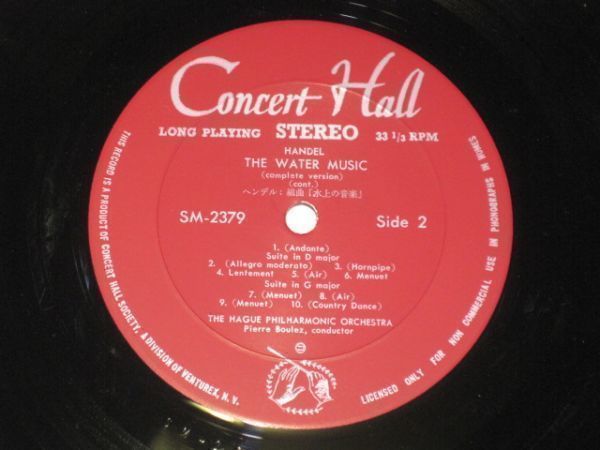 Concert Hall
LONG PLAYING STEREO 33 1/3 RPM
HANDEL
THE WATER MUSIC
(complete version)
(cont.)
ヘンデル：組曲『水上の音楽』
SM-2379 Side 2
1. (Andante)
Suite in D major
2. (Allegro moderato) 3. (Hornpipe)
4. Lentement 5. (Air) 6. Menuet
Suite in G major
7. (Menuet) 8. (Air)
9. (Menuet) 10. (Country Dance)
THE HAGUE PHILHARMONIC ORCHESTRA
Pierre Boulez, conductor
THIS RECORD IS A PRODUCT OF CONCERT HALL SOCIETY, A DIVISION OF VENTUREX, N. V.
LICENSED ONLY FOR NON COMMERCIAL USE IN PHONOGRAPHS IN HOMES